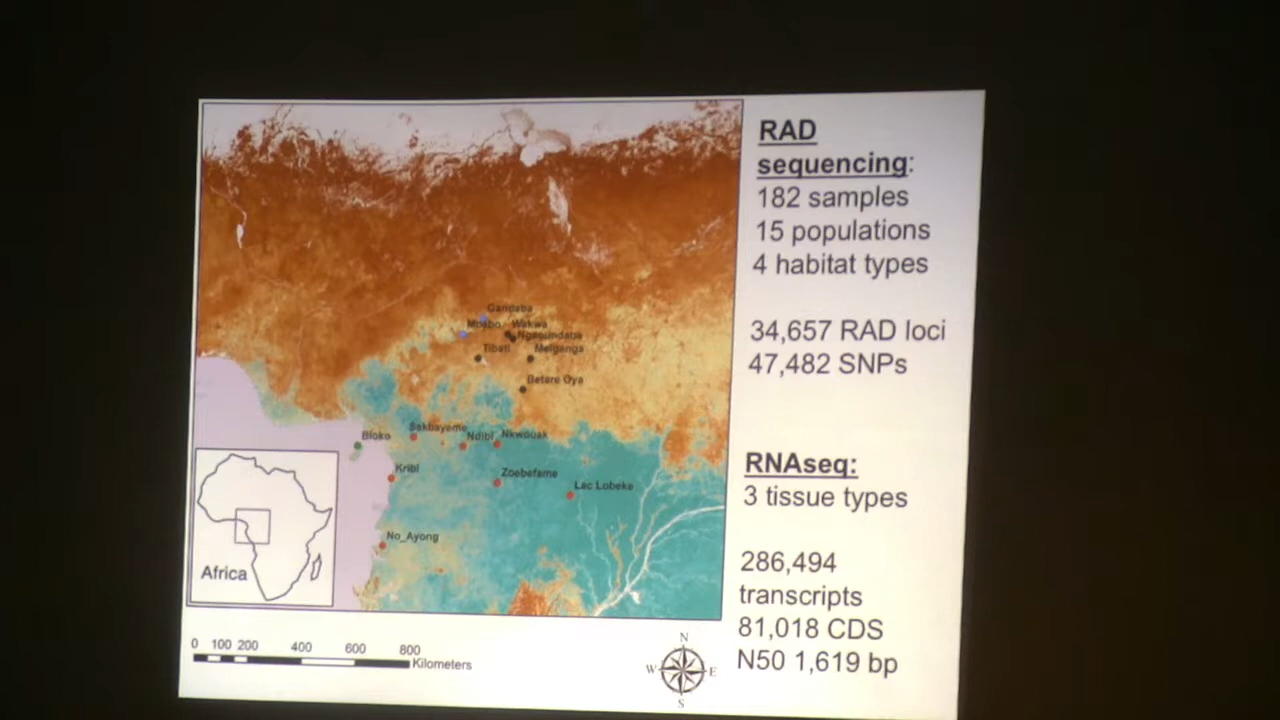 RAD
sequencing:
182 samples
15 populations
4 habitat types
34,657 RAD loci
47,482 SNPs
RNAseq:
3 tissue types
286,494
transcripts
81,018 CDS
N50 1,619 bp
Gandaba
Mbabo Wakwa
Ngaoundaba
Tibati Meiganga
Betare Oya
Bioko Sakbayeme Ndibi Nkwouak
Kribi Zoebefame
Lac Lobeke
No_Ayong
Africa
0 100 200 400 600 800
Kilometers
N
W E
S